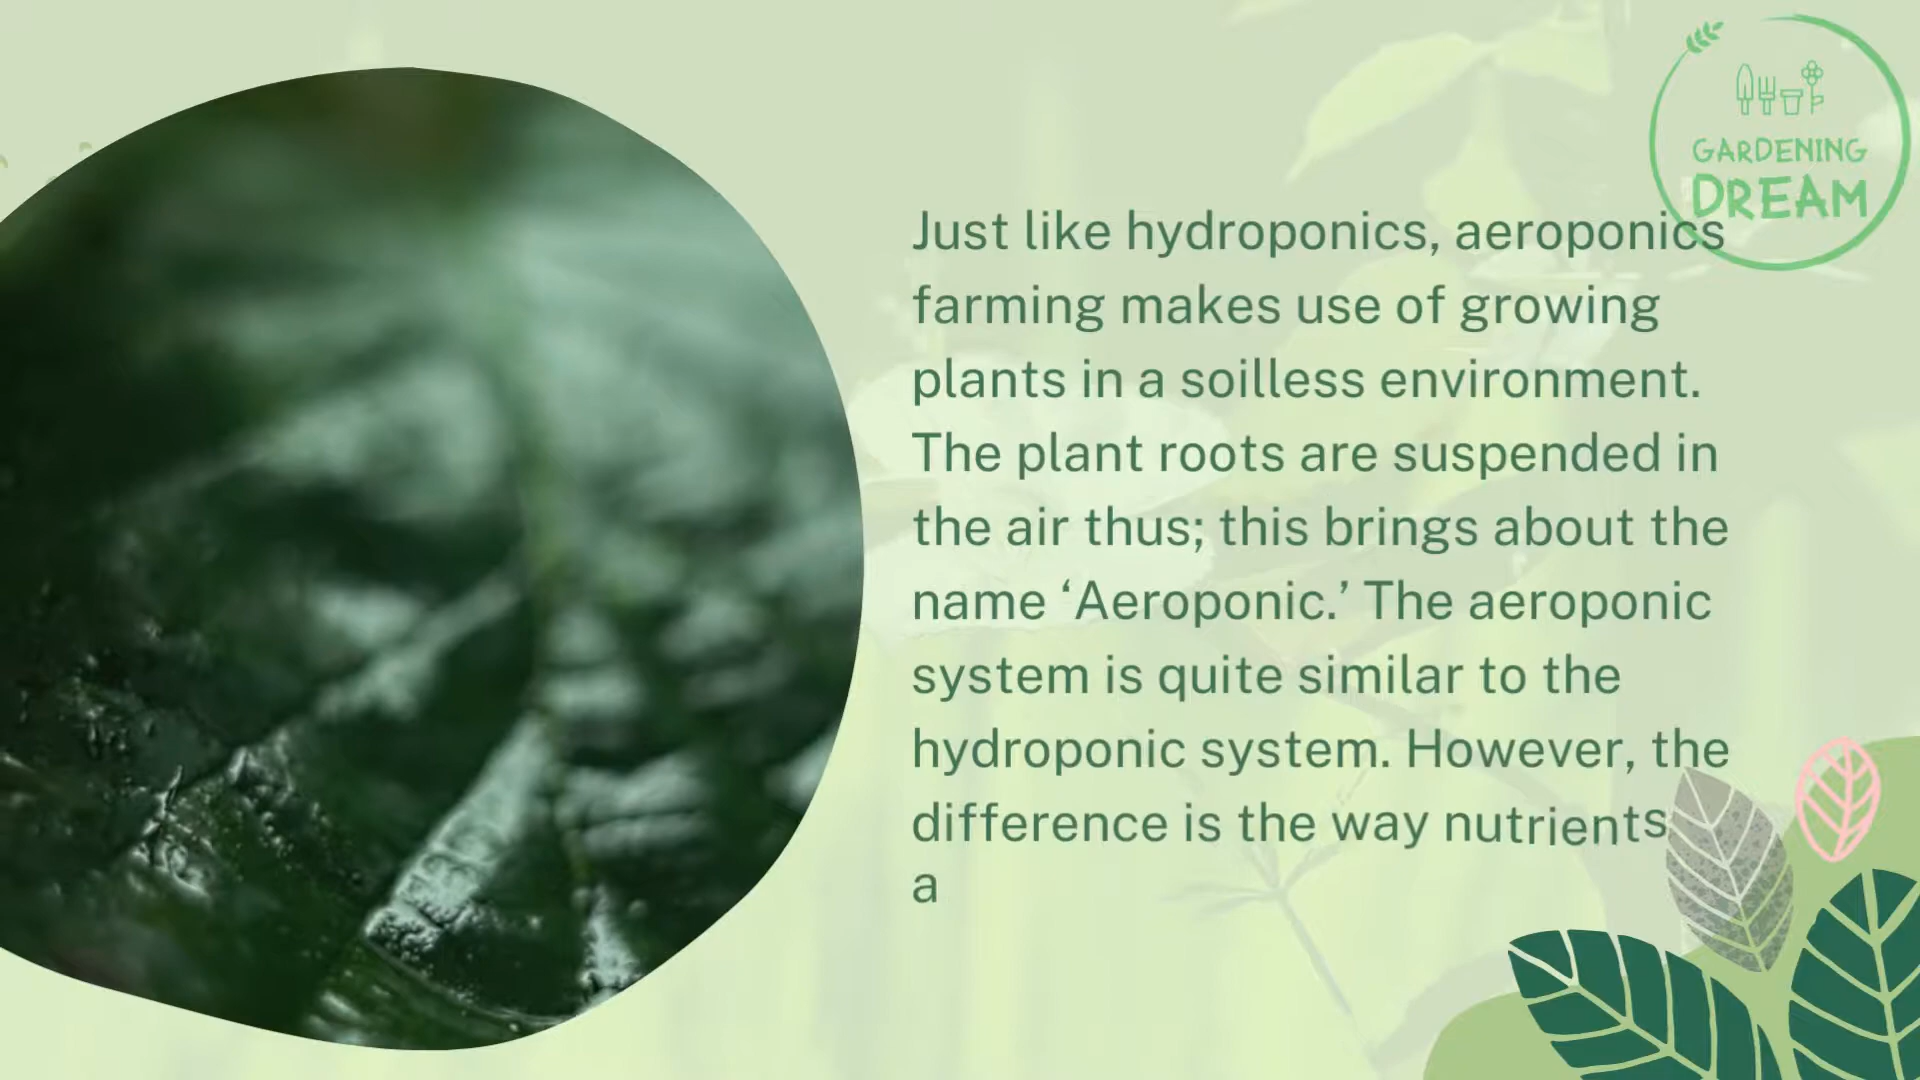 GARDENING
DREAM
Just like hydroponics, aeroponics
farming makes use of growing
plants in a soilless environment.
The plant roots are suspended in
the air thus; this brings about the
name ‘Aeroponic.’ The aeroponic
system is quite similar to the
hydroponic system. However, the
difference is the way nutrients
a